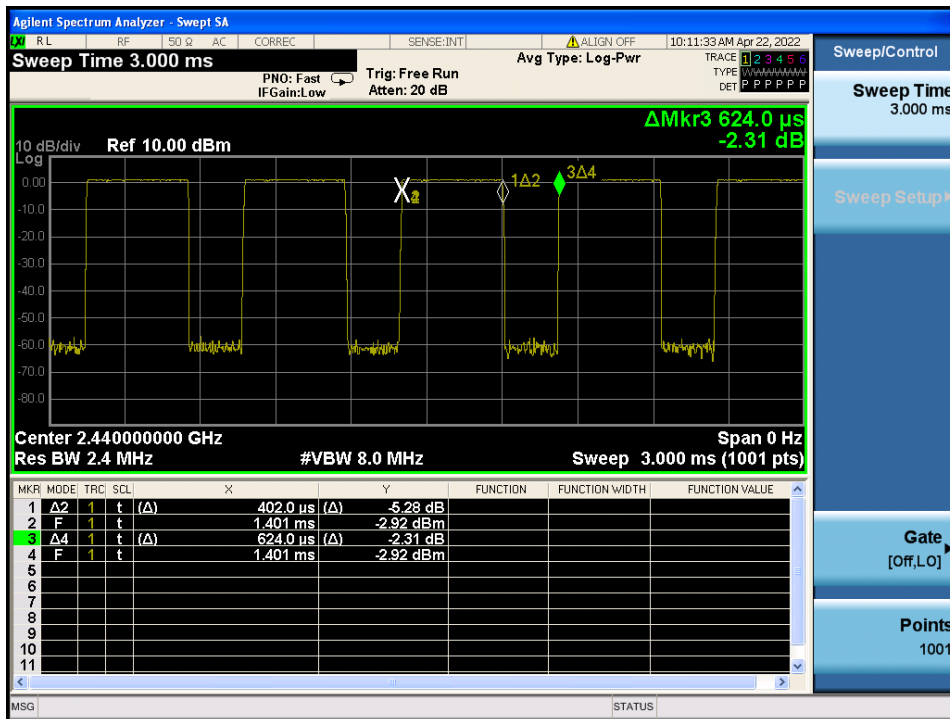 Agilent Spectrum Analyzer - Swept SA
LXI RL RF 50 Ω AC CORREC SENSE:INT ALIGN OFF 10:11:33 AM Apr 22, 2022
Sweep Time 3.000 ms
PNO: Fast
IFGain:Low
Trig: Free Run
Atten: 20 dB
Avg Type: Log-Pwr
TRACE 1 2 3 4 5 6
TYPE
DET P P P P P P
ΔMkr3 624.0 µs
-2.31 dB
10 dB/div Ref 10.00 dBm
Log
0.00
-10.0
-20.0
-30.0
-40.0
-50.0
-60.0
-70.0
-80.0
1Δ2
3Δ4
Center 2.440000000 GHz Span 0 Hz
Res BW 2.4 MHz #VBW 8.0 MHz Sweep 3.000 ms (1001 pts)
MKR MODE TRC SCL X Y FUNCTION FUNCTION WIDTH FUNCTION VALUE
1 Δ2 1 t (Δ) 402.0 µs (Δ) -5.28 dB
2 F 1 t 1.401 ms -2.92 dBm
3 Δ4 1 t (Δ) 624.0 µs (Δ) -2.31 dB
4 F 1 t 1.401 ms -2.92 dBm
5
6
7
8
9
10
11
MSG STATUS
Sweep/Control
Sweep Time
3.000 ms
Sweep Setup
Gate
[Off,LO]
Points
1001